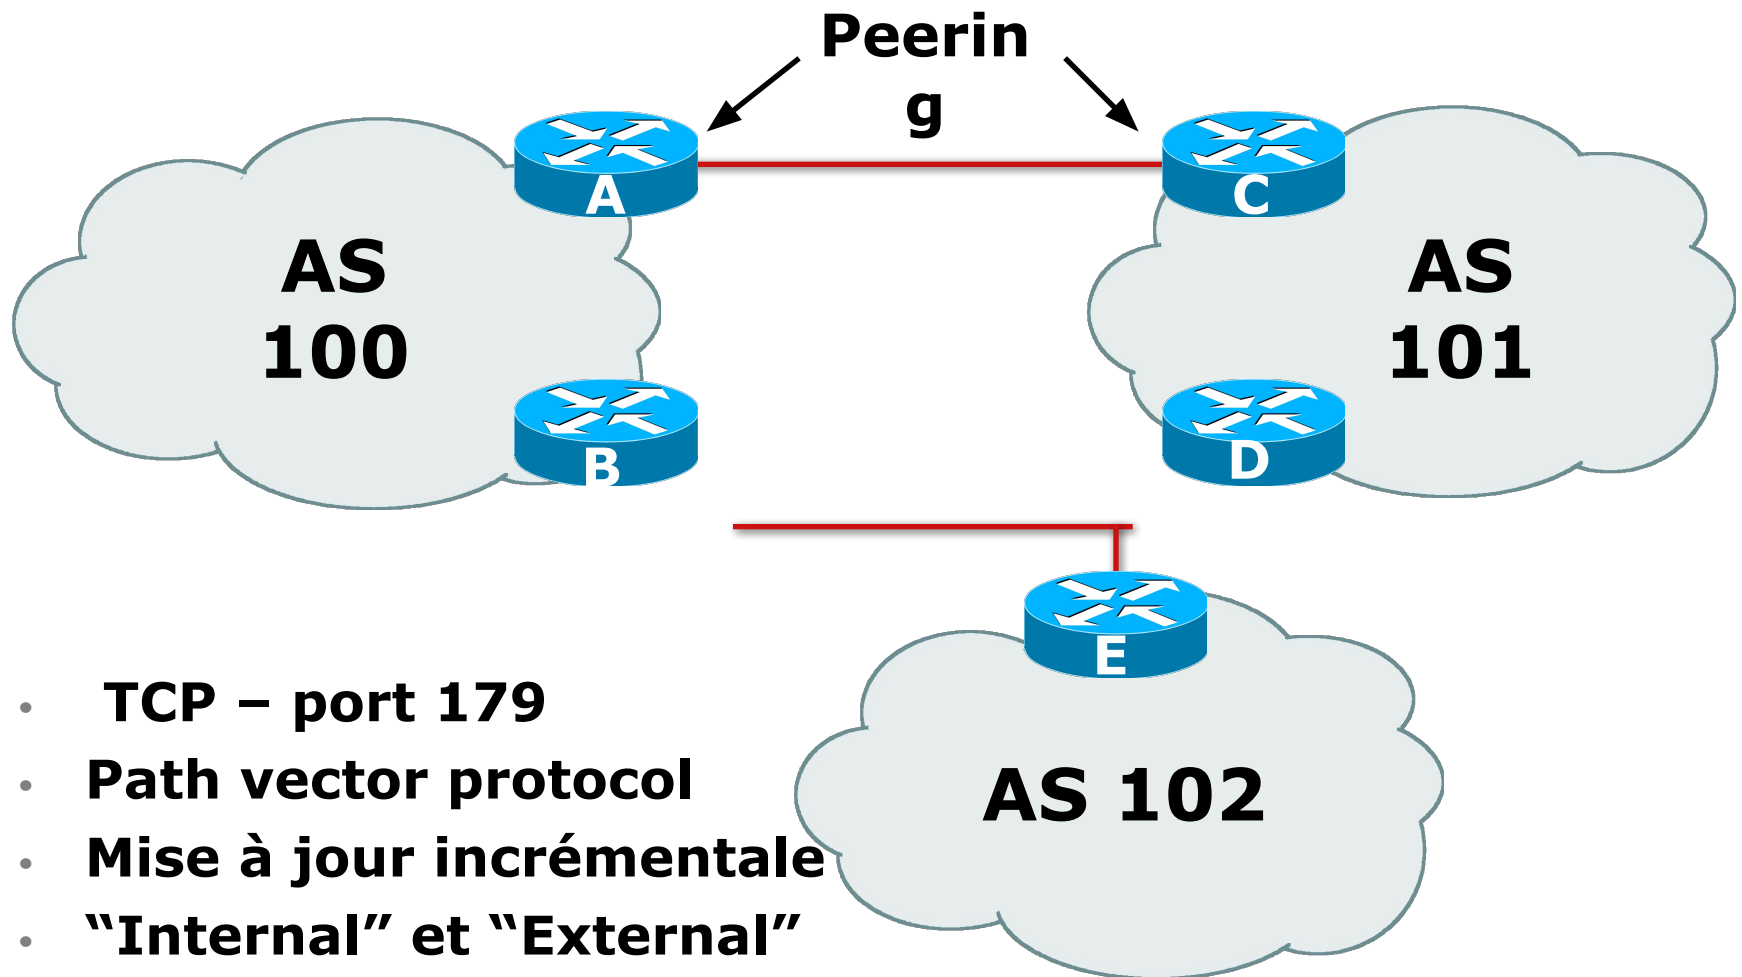 Peerin
g
A
C
AS
100
AS
101
B
D
E
AS 102
• TCP – port 179
• Path vector protocol
• Mise à jour incrémentale
• “Internal” et “External”